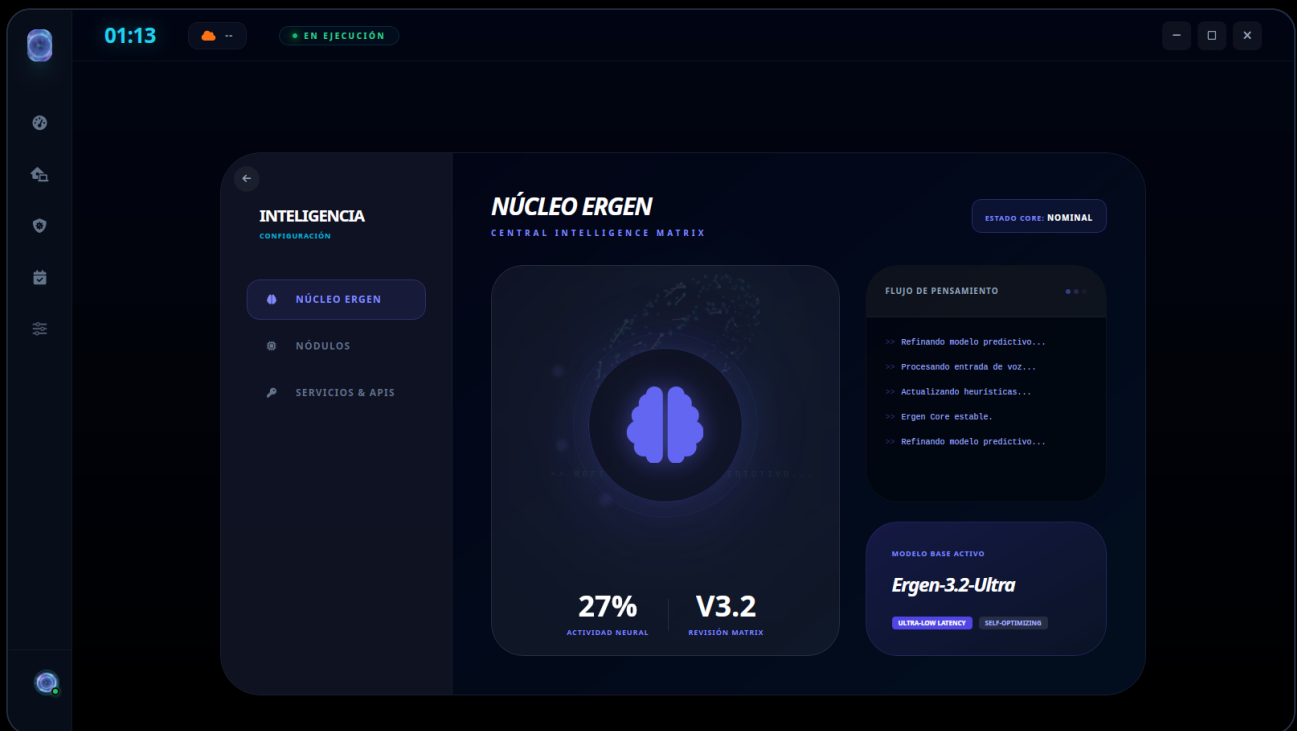 01:13
--
EN EJECUCIÓN
INTELIGENCIA
CONFIGURACIÓN
NÚCLEO ERGEN
NÓDULOS
SERVICIOS & APIS
NÚCLEO ERGEN
CENTRAL INTELLIGENCE MATRIX
ESTADO CORE: NOMINAL
27%
ACTIVIDAD NEURAL
V3.2
REVISIÓN MATRIX
FLUJO DE PENSAMIENTO
>> Refinando modelo predictivo...
>> Procesando entrada de voz...
>> Actualizando heurísticas...
>> Ergen Core estable.
>> Refinando modelo predictivo...
MODELO BASE ACTIVO
Ergen-3.2-Ultra
ULTRA-LOW LATENCY
SELF-OPTIMIZING